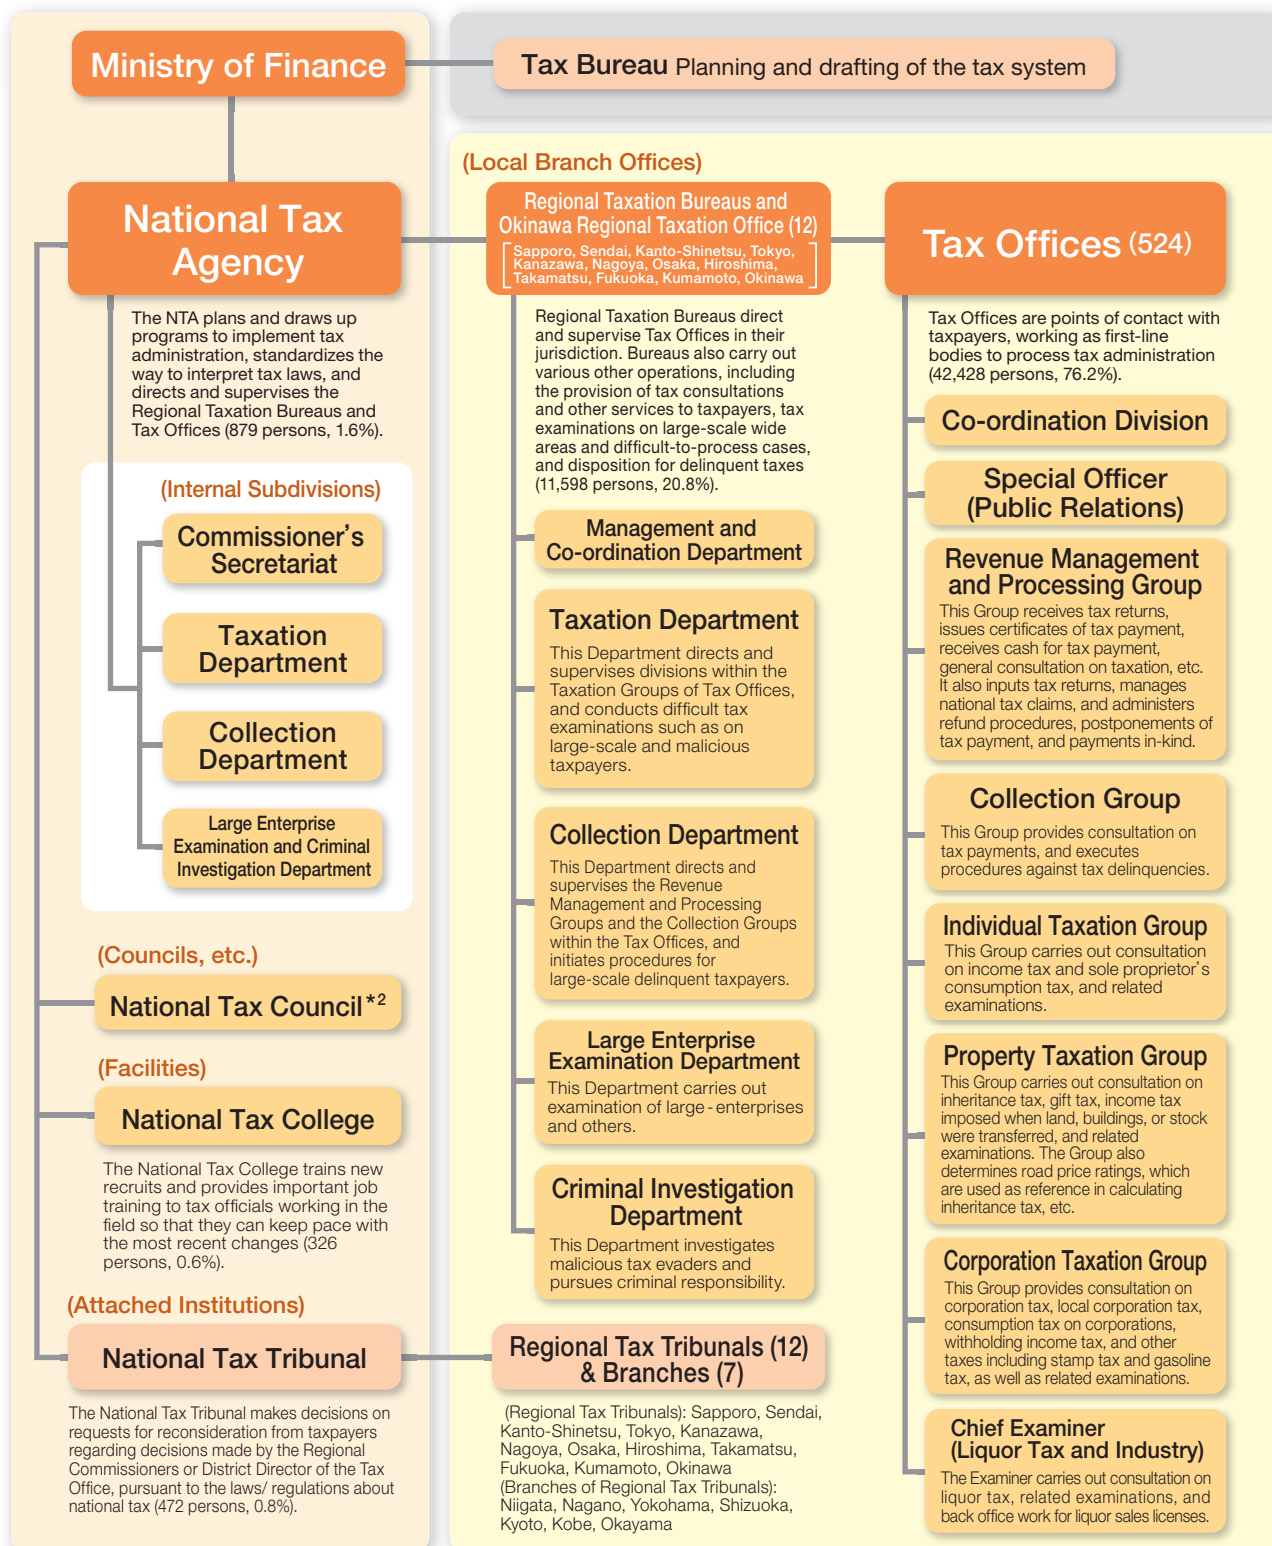 Ministry of Finance
Tax Bureau Planning and drafting of the tax system
National Tax
Agency
The NTA plans and draws up
programs to implement tax
administration, standardizes the
way to interpret tax laws, and
directs and supervises the
Regional Taxation Bureaus and
Tax Offices (879 persons, 1.6%).
(Internal Subdivisions)
Commissioner's
Secretariat
Taxation
Department
Collection
Department
Large Enterprise
Examination and Criminal
Investigation Department
(Councils, etc.)
National Tax Council*2
(Facilities)
National Tax College
The National Tax College trains new
recruits and provides important job
training to tax officials working in the
field so that they can keep pace with
the most recent changes (326
persons, 0.6%).
(Attached Institutions)
National Tax Tribunal
The National Tax Tribunal makes decisions on
requests for reconsideration from taxpayers
regarding decisions made by the Regional
Commissioners or District Director of the Tax
Office, pursuant to the laws/ regulations about
national tax (472 persons, 0.8%).
(Local Branch Offices)
Regional Taxation Bureaus and
Okinawa Regional Taxation Office (12)
[Sapporo, Sendai, Kanto-Shinetsu, Tokyo,
Kanazawa, Nagoya, Osaka, Hiroshima,
Takamatsu, Fukuoka, Kumamoto, Okinawa]
Regional Taxation Bureaus direct
and supervise Tax Offices in their
jurisdiction. Bureaus also carry out
various other operations, including
the provision of tax consultations
and other services to taxpayers, tax
examinations on large-scale wide
areas and difficult-to-process cases,
and disposition for delinquent taxes
(11,598 persons, 20.8%).
Management and
Co-ordination Department
Taxation Department
This Department directs and
supervises divisions within the
Taxation Groups of Tax Offices,
and conducts difficult tax
examinations such as on
large-scale and malicious
taxpayers.
Collection Department
This Department directs and
supervises the Revenue
Management and Processing
Groups and the Collection Groups
within the Tax Offices, and
initiates procedures for
large-scale delinquent taxpayers.
Large Enterprise
Examination Department
This Department carries out
examination of large-enterprises
and others.
Criminal Investigation
Department
This Department investigates
malicious tax evaders and
pursues criminal responsibility.
Regional Tax Tribunals (12)
& Branches (7)
(Regional Tax Tribunals): Sapporo, Sendai,
Kanto-Shinetsu, Tokyo, Kanazawa,
Nagoya, Osaka, Hiroshima, Takamatsu,
Fukuoka, Kumamoto, Okinawa
(Branches of Regional Tax Tribunals):
Niigata, Nagano, Yokohama, Shizuoka,
Kyoto, Kobe, Okayama
Tax Offices (524)
Tax Offices are points of contact with
taxpayers, working as first-line
bodies to process tax administration
(42,428 persons, 76.2%).
Co-ordination Division
Special Officer
(Public Relations)
Revenue Management
and Processing Group
This Group receives tax returns,
issues certificates of tax payment,
receives cash for tax payment,
general consultation on taxation, etc.
It also inputs tax returns, manages
national tax claims, and administers
refund procedures, postponements of
tax payment, and payments in-kind.
Collection Group
This Group provides consultation on
tax payments, and executes
procedures against tax delinquencies.
Individual Taxation Group
This Group carries out consultation
on income tax and sole proprietor's
consumption tax, and related
examinations.
Property Taxation Group
This Group carries out consultation on
inheritance tax, gift tax, income tax
imposed when land, buildings, or stock
were transferred, and related
examinations. The Group also
determines road price ratings, which
are used as reference in calculating
inheritance tax, etc.
Corporation Taxation Group
This Group provides consultation on
corporation tax, local corporation tax,
consumption tax on corporations,
withholding income tax, and other
taxes including stamp tax and gasoline
tax, as well as related examinations.
Chief Examiner
(Liquor Tax and Industry)
The Examiner carries out consultation on
liquor tax, related examinations, and
back office work for liquor sales licenses.